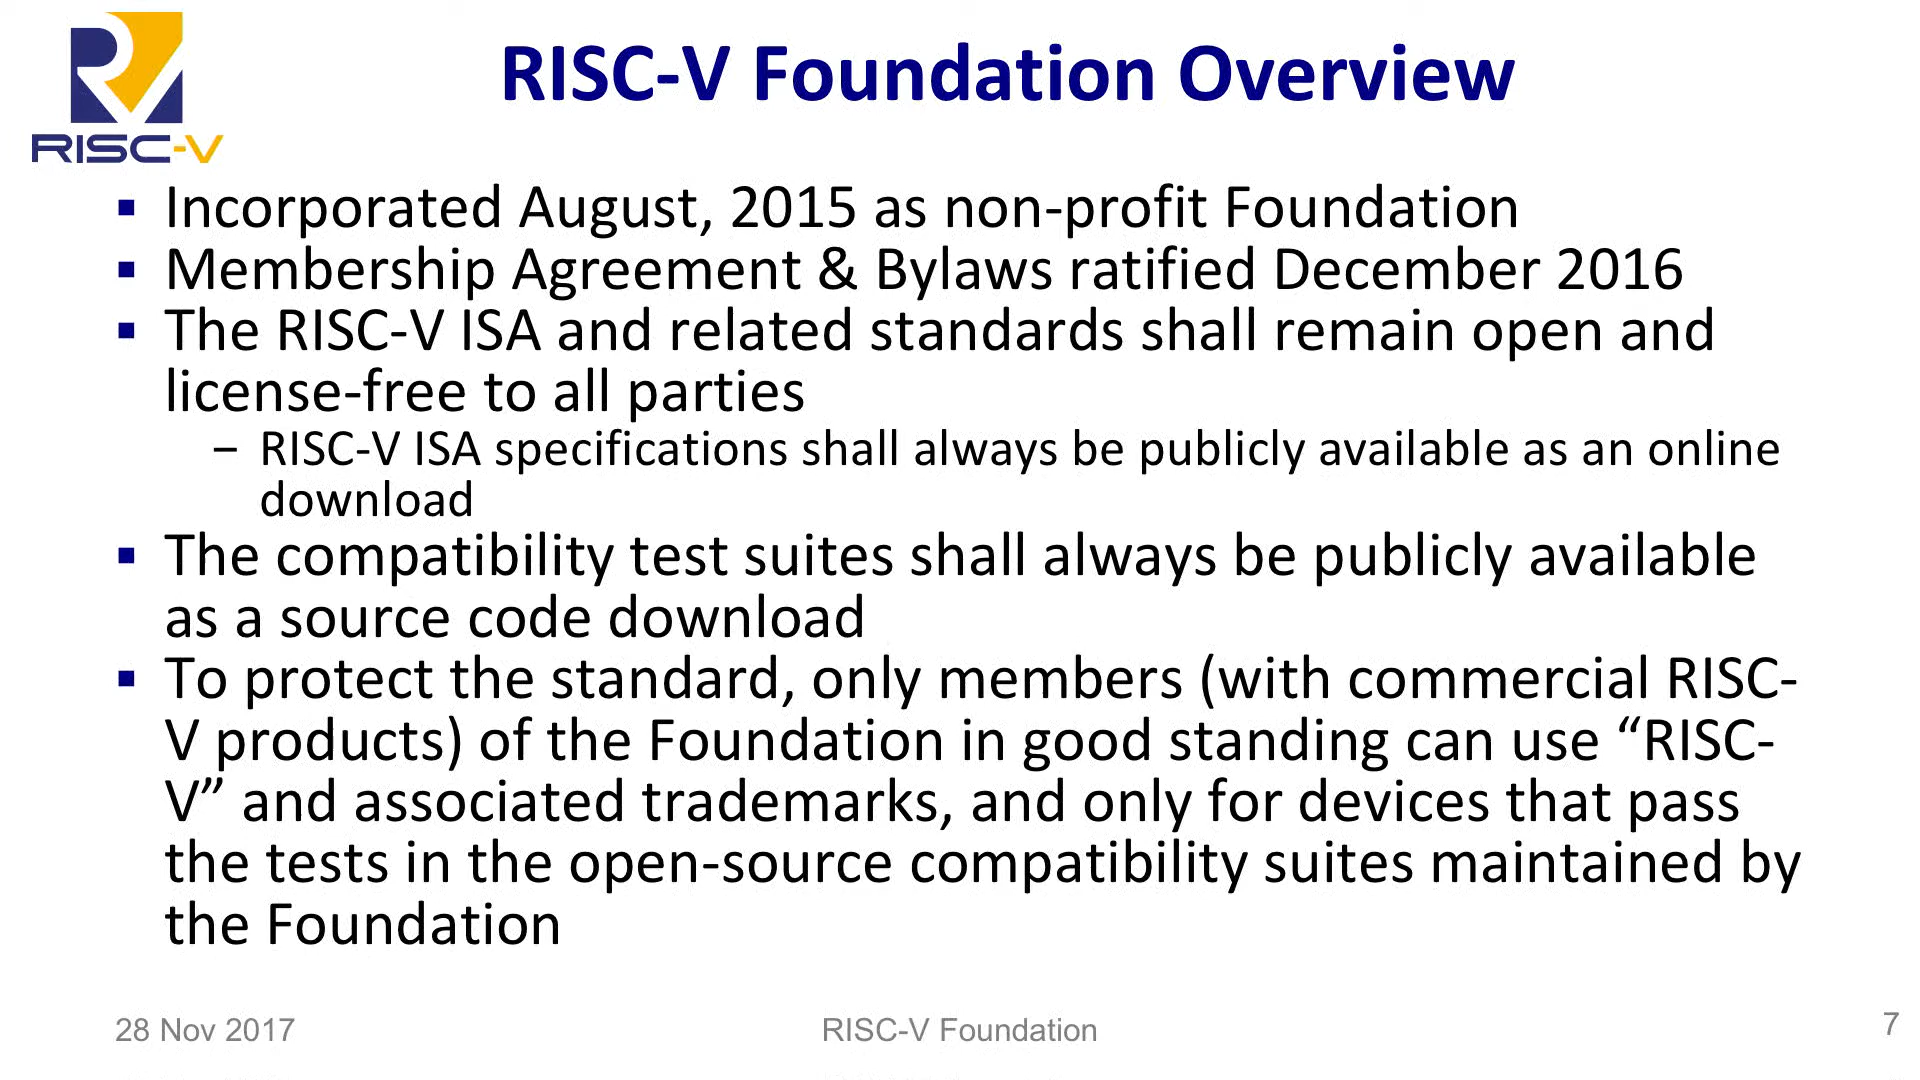 RISC-V
RISC-V Foundation Overview
▪ Incorporated August, 2015 as non-profit Foundation
▪ Membership Agreement & Bylaws ratified December 2016
▪ The RISC-V ISA and related standards shall remain open and
license-free to all parties
– RISC-V ISA specifications shall always be publicly available as an online
download
▪ The compatibility test suites shall always be publicly available
as a source code download
▪ To protect the standard, only members (with commercial RISC-
V products) of the Foundation in good standing can use “RISC-
V” and associated trademarks, and only for devices that pass
the tests in the open-source compatibility suites maintained by
the Foundation
28 Nov 2017
RISC-V Foundation
7